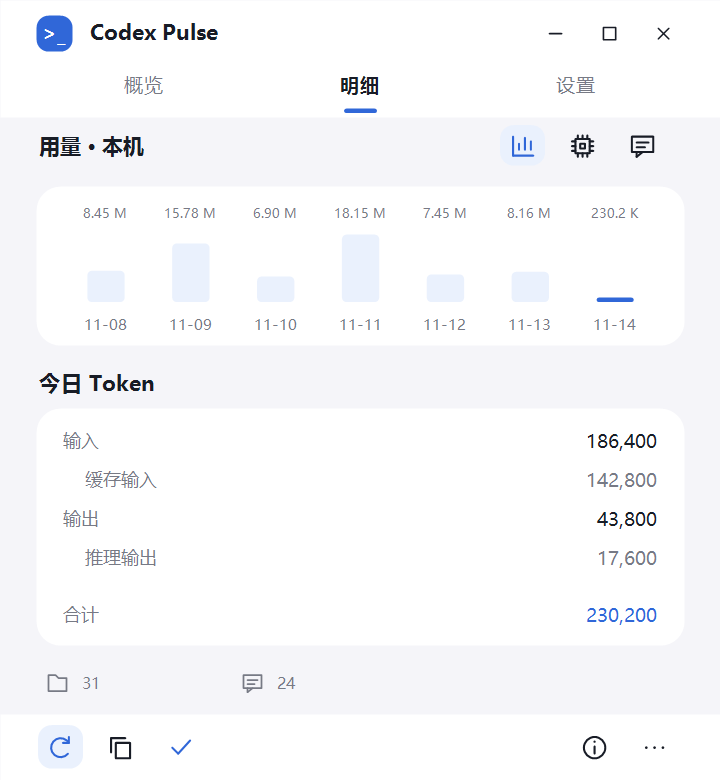 Codex Pulse
概览 明细 设置
用量 • 本机
8.45 M 15.78 M 6.90 M 18.15 M 7.45 M 8.16 M 230.2 K
11-08 11-09 11-10 11-11 11-12 11-13 11-14
今日 Token
输入 186,400
缓存输入 142,800
输出 43,800
推理输出 17,600
合计 230,200
31 24